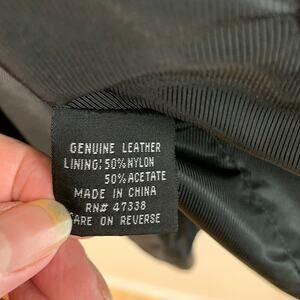 GENUINE LEATHER
LINING: 50% NYLON
50% ACETATE
MADE IN CHINA
RN# 47338
CARE ON REVERSE